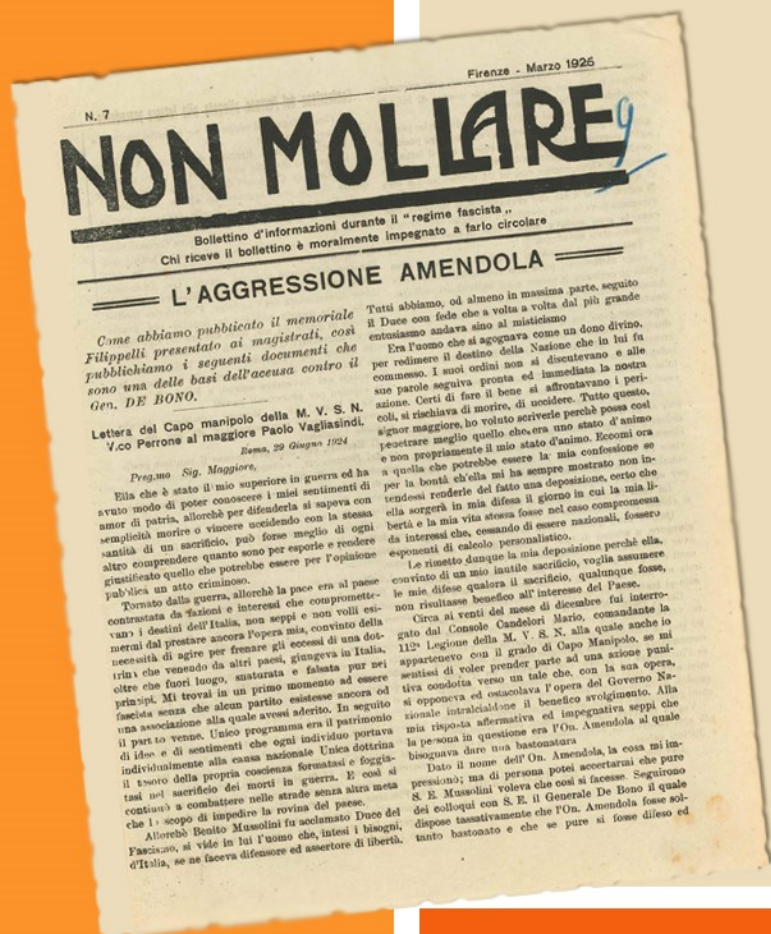 Firenze - Marzo 1925
N. 7
NON MOLLARE
9
Bollettino d'informazioni durante il "regime fascista„
Chi riceve il bollettino è moralmente impegnato a farlo circolare
L'AGGRESSIONE AMENDOLA
Come abbiamo pubbticato il memoriale
Filippelli presentato ai magistrati, così
pubblichiamo i seguenti documenti che
sono una delle basi dell'aceusa contro il
Gen. DE BONO.
Lettera del Capo manipolo della M. V. S. N.
V.co Perrone al maggiore Paolo Vagliasindi.
Roma, 29 Giugno 1924
Preg.mo Sig. Maggiore,
Ella che è stato il mio superiore in guerra ed ha
avuto modo di poter conoscere i miei sentimenti di
amor di patria, allorchè per difenderla si sapeva con
semplicità morire o vincere uccidendo con la stessa
santità di un sacrificio, può forse meglio di ogni
altro comprendere quanto sono per esporle e rendere
giustificato quello che potrebbe essere per l'opinione
pubblica un atto criminoso.
Tornato dalla guerra, allorchè la pace era al paese
contrastata da fazioni e interessi che compromette-
vano i destini dell'Italia, non seppi e non volli esi-
mermi dal prestare ancora l'opera mia, convinto della
necessità di agire per frenare gli eccessi di una dot-
trina che venendo da altri paesi, giungeva in Italia,
oltre che fuori luogo, snaturata e falsata pur nei
principi. Mi trovai in un primo momento ad essere
fascista senza che alcun partito esistesse ancora od
una associazione alla quale avessi aderito. In seguito
il partito venne. Unico programma era il patrimonio
di idee e di sentimenti che ogni individuo portava
individualmente alla causa nazionale Unica dottrina
il tesoro della propria coscienza formatasi e foggia-
tasi nel sacrificio dei morti in guerra. E così si
continuò a combattere nelle strade senza altra meta
che lo scopo di impedire la rovina del paese.
Allorchè Benito Mussolini fu acclamato Duce del
Fascismo, si vide in lui l'uomo che, intesi i bisogni,
d'Italia, se ne faceva difensore ed assertore di libertà.
Tutti abbiamo, od almeno in massima parte, seguito
il Duce con fede che a volta a volta dal più grande
entusiasmo andava sino al misticismo
Era l'uomo che si agognava come un dono divino,
per redimere il destino della Nazione che in lui fu
commesso. I suoi ordini non si discutevano e alle
sue parole seguiva pronta ed immediata la nostra
azione. Certi di fare il bene si affrontavano i peri-
coli, si rischiava di morire, di uccidere. Tutto questo,
signor maggiore, ho voluto scriverle perchè possa così
penetrare meglio quello che era uno stato d'animo
e non propriamente il mio stato d'animo. Eccomi ora
a quella che potrebbe essere la mia confessione se
per la bontà ch'ella mi ha sempre mostrato non in-
tendessi renderle del fatto una deposizione, certo che
ella sorgerà in mia difesa il giorno in cui la mia li-
bertà e la mia vita stessa fosse nel caso compromessa
da interessi che, cessando di essere nazionali, fossero
esponenti di calcolo personalistico.
Le rimetto dunque la mia deposizione perchè ella,
convinto di un mio inutile sacrificio, voglia assumere
le mie difese qualora il sacrificio, qualunque fosse,
non risultasse benefico all'interesse del Paese.
Circa ai venti del mese di dicembre fui interro-
gato dal Console Candelori Mario, comandante la
112ª Legione della M. V. S. N. alla quale anche io
appartenevo con il grado di Capo Manipolo, se mi
sentissi di voler prender parte ad una azione puni-
tiva condotta verso un tale che, con la sua opera,
si opponeva ed ostacolava l'opera del Governo Na-
zionale intralciandone il benefico svolgimento. Alla
mia risposta affermativa ed impegnativa seppi che
la persona in questione era l'On. Amendola al quale
bisognava dare una bastonatura
Dato il nome dell'On. Amendola, la cosa mi im-
pressionò; ma di persona potei accertarmi che pure
S. E. Mussolini voleva che così si facesse. Seguirono
dei colloqui con S. E. il Generale De Bono il quale
dispose tassativamente che l'On. Amendola fosse sol-
tanto bastonato e che se pure si fosse difeso ed